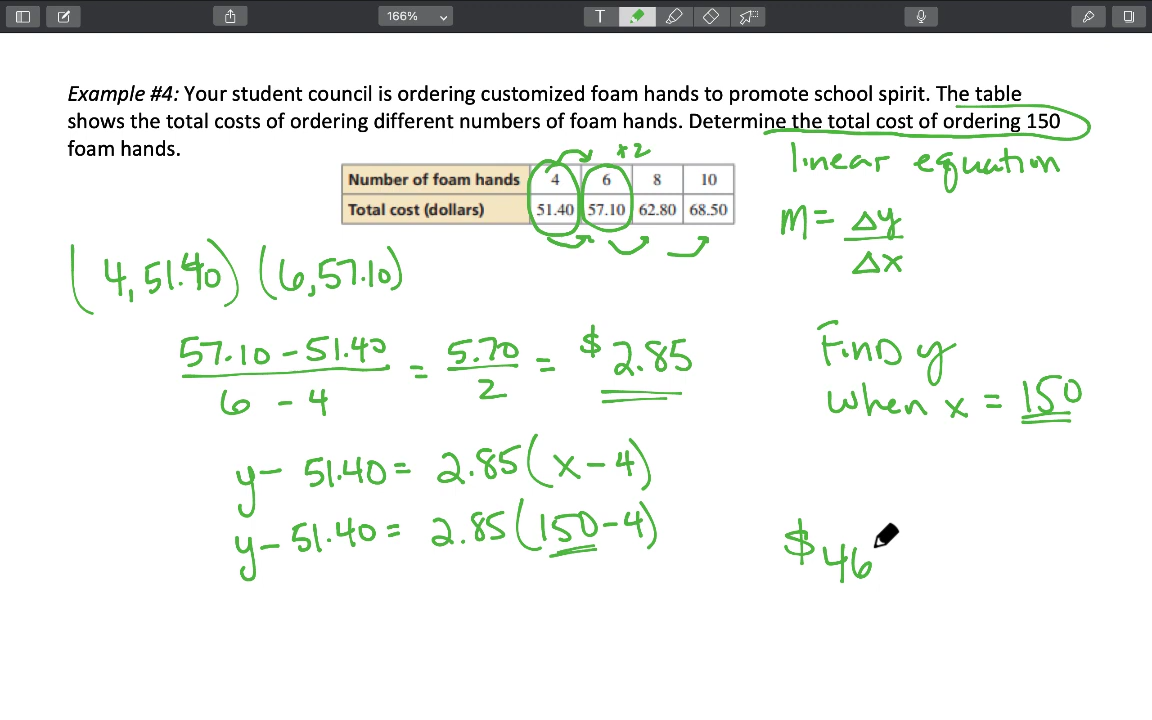 166%
T
Example #4: Your student council is ordering customized foam hands to promote school spirit. The table
shows the total costs of ordering different numbers of foam hands. Determine the total cost of ordering 150
foam hands.
×2
linear equation
Number of foam hands 4 6 8 10
Total cost (dollars) 51.40 57.10 62.80 68.50
m = Δy
Δx
(4, 51.40) (6, 57.10)
57.10 - 51.40 = 5.70 = $2.85
6 - 4 2
Find y
when x = 150
y - 51.40 = 2.85(x - 4)
y - 51.40 = 2.85(150 - 4)
$46